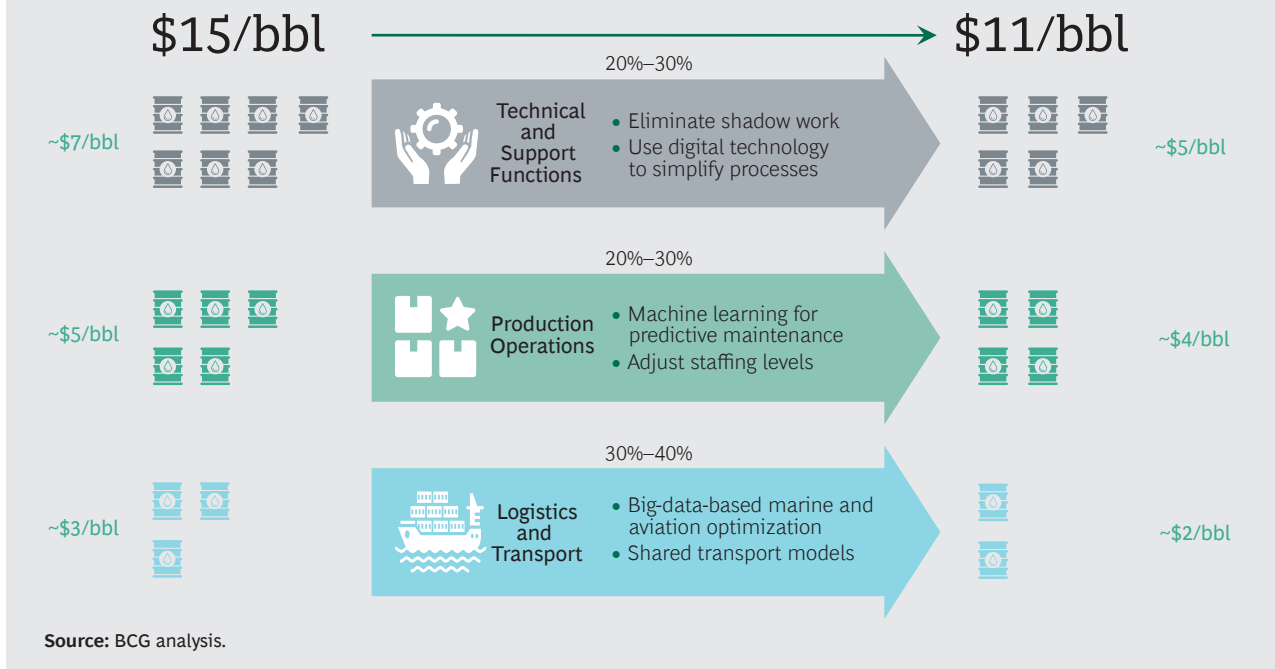 $15/bbl
$11/bbl
20%–30%
~$7/bbl
Technical
and
Support
Functions
• Eliminate shadow work
• Use digital technology
to simplify processes
~$5/bbl
20%–30%
~$5/bbl
Production
Operations
• Machine learning for
predictive maintenance
• Adjust staffing levels
~$4/bbl
30%–40%
~$3/bbl
Logistics
and
Transport
• Big-data-based marine and
aviation optimization
• Shared transport models
~$2/bbl
Source: BCG analysis.